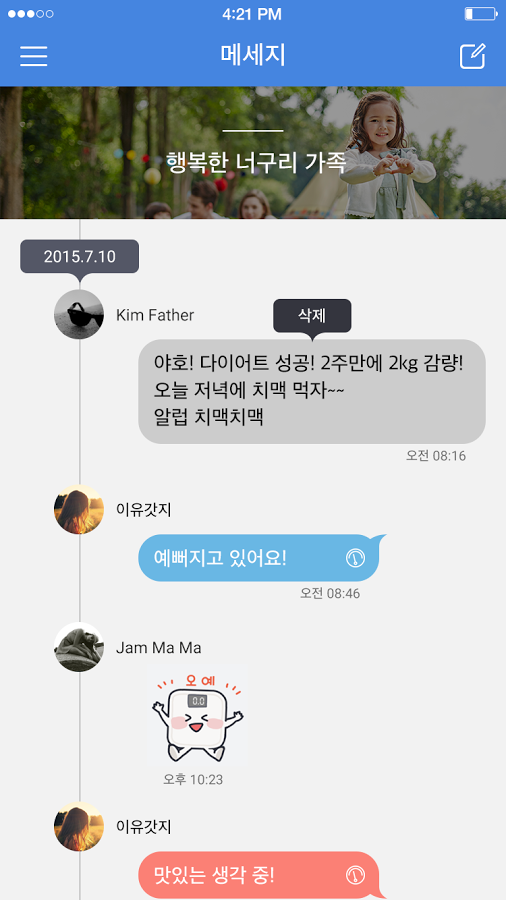 4:21 PM
메세지
행복한 너구리 가족
2015.7.10
Kim Father
삭제
야호! 다이어트 성공! 2주만에 2kg 감량!
오늘 저녁에 치맥 먹자~~
알럽 치맥치맥
오전 08:16
이유갓지
예뻐지고 있어요!
오전 08:46
Jam Ma Ma
오 예
0.0
오후 10:23
이유갓지
맛있는 생각 중!